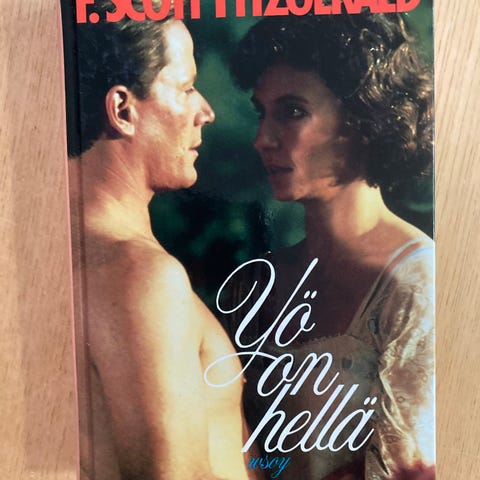 F. SCOTT FITZGERALD
Yö
on
hellä
wsoy